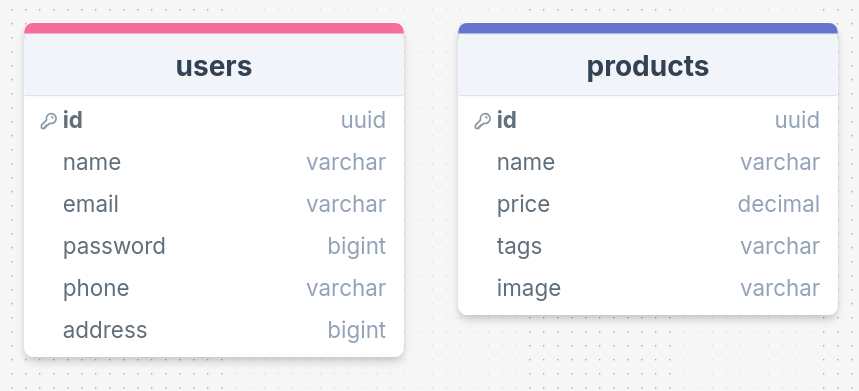 users
id uuid
name varchar
email varchar
password bigint
phone varchar
address bigint
products
id uuid
name varchar
price decimal
tags varchar
image varchar